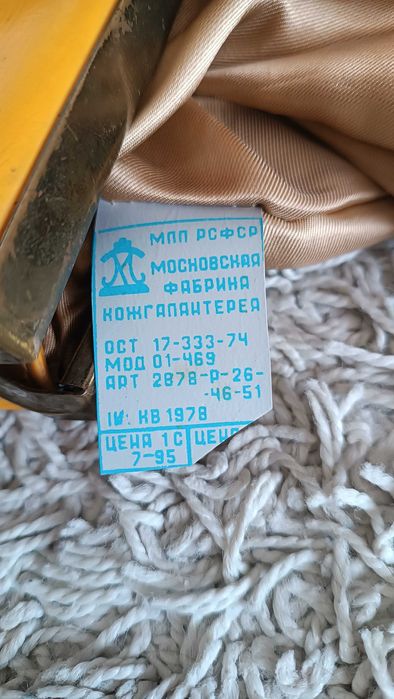 МПП РСФСР
МОСКОВСКАЯ
ФАБРИКА
КОЖГАЛАНТЕРЕЯ
ОСТ 17-333-74
МОД 01-469
АРТ 2878-Р-26-
-46-51
IV. КВ 1978
ЦЕНА 1С ЦЕНА
7-95